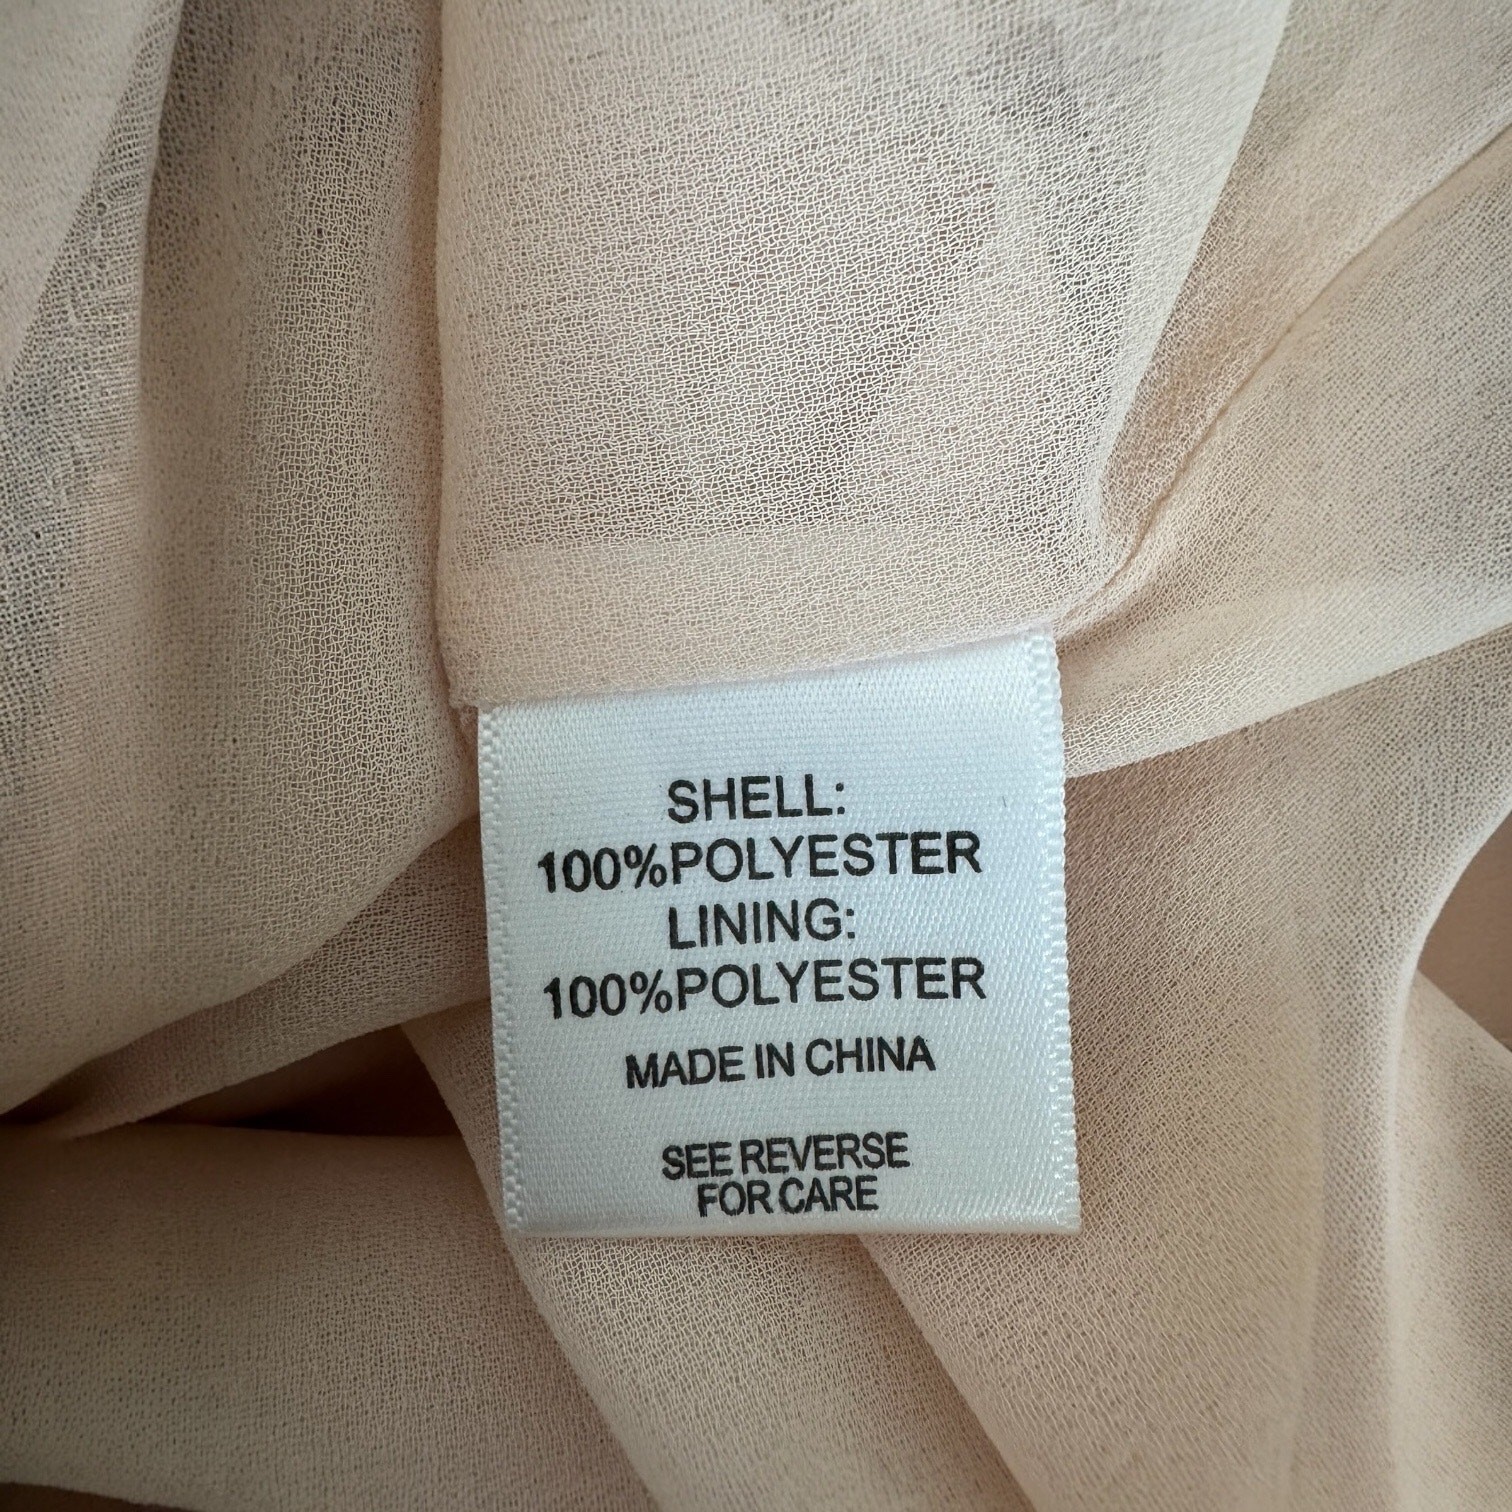 SHELL:
100%POLYESTER
LINING:
100%POLYESTER
MADE IN CHINA
SEE REVERSE
FOR CARE